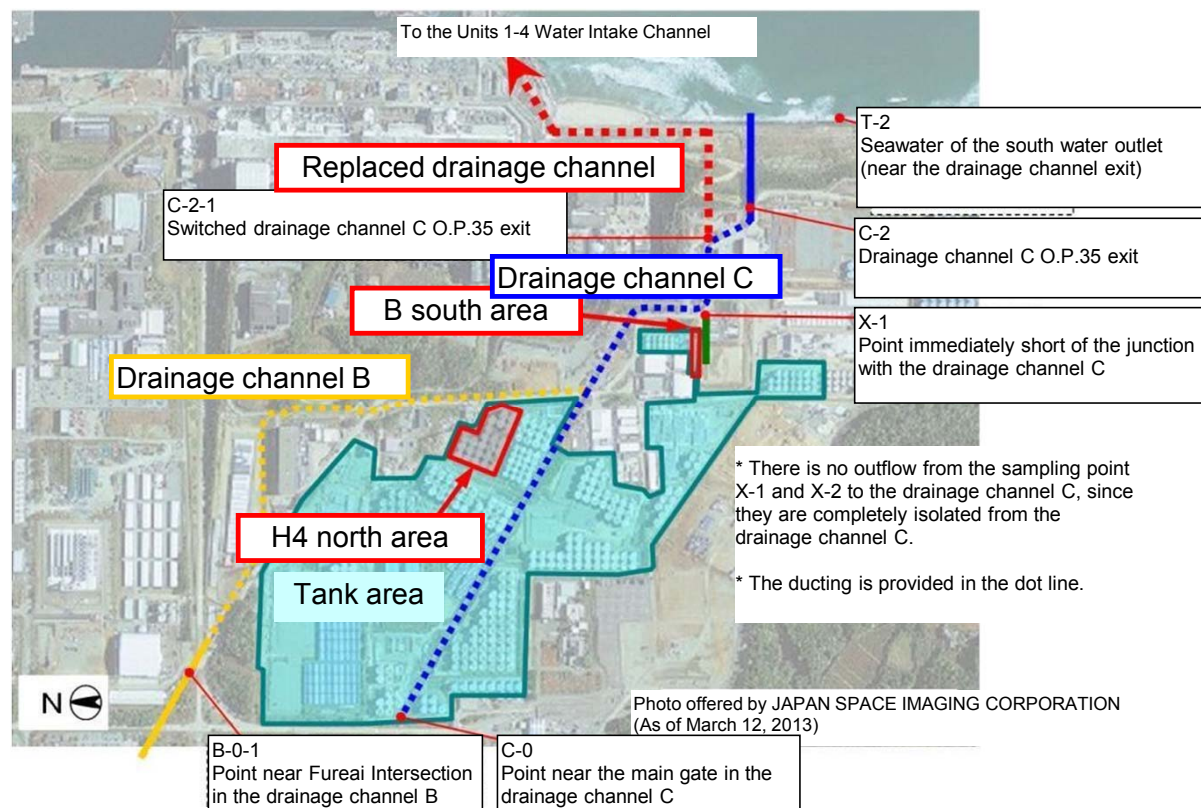 To the Units 1-4 Water Intake Channel
T-2
Seawater of the south water outlet
(near the drainage channel exit)
Replaced drainage channel
C-2-1
Switched drainage channel C O.P.35 exit
C-2
Drainage channel C O.P.35 exit
Drainage channel C
B south area
X-1
Point immediately short of the junction
with the drainage channel C
Drainage channel B
* There is no outflow from the sampling point
X-1 and X-2 to the drainage channel C, since
they are completely isolated from the
drainage channel C.
* The ducting is provided in the dot line.
H4 north area
Tank area
N
Photo offered by JAPAN SPACE IMAGING CORPORATION
(As of March 12, 2013)
B-0-1
Point near Fureai Intersection
in the drainage channel B
C-0
Point near the main gate in the
drainage channel C